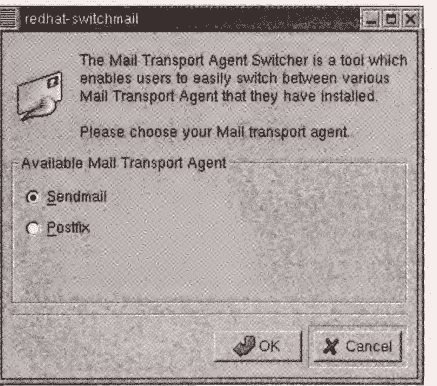 redhat-switchmail
The Mail Transport Agent Switcher is a tool which
enables users to easily switch between various
Mail Transport Agent that they have installed.
Please choose your Mail transport agent.
Available Mail Transport Agent
Sendmail
Postfix
OK
Cancel